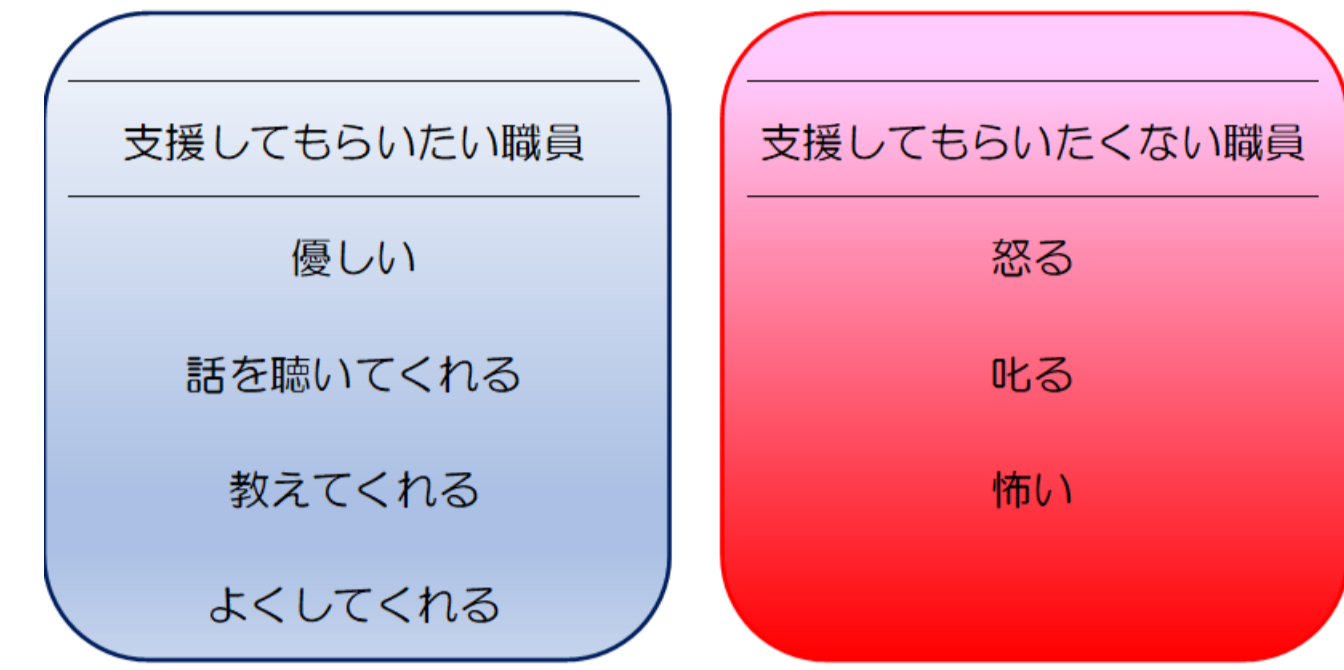 支援してもらいたい職員
優しい
話を聴いてくれる
教えてくれる
よくしてくれる
支援してもらいたくない職員
怒る
叱る
怖い